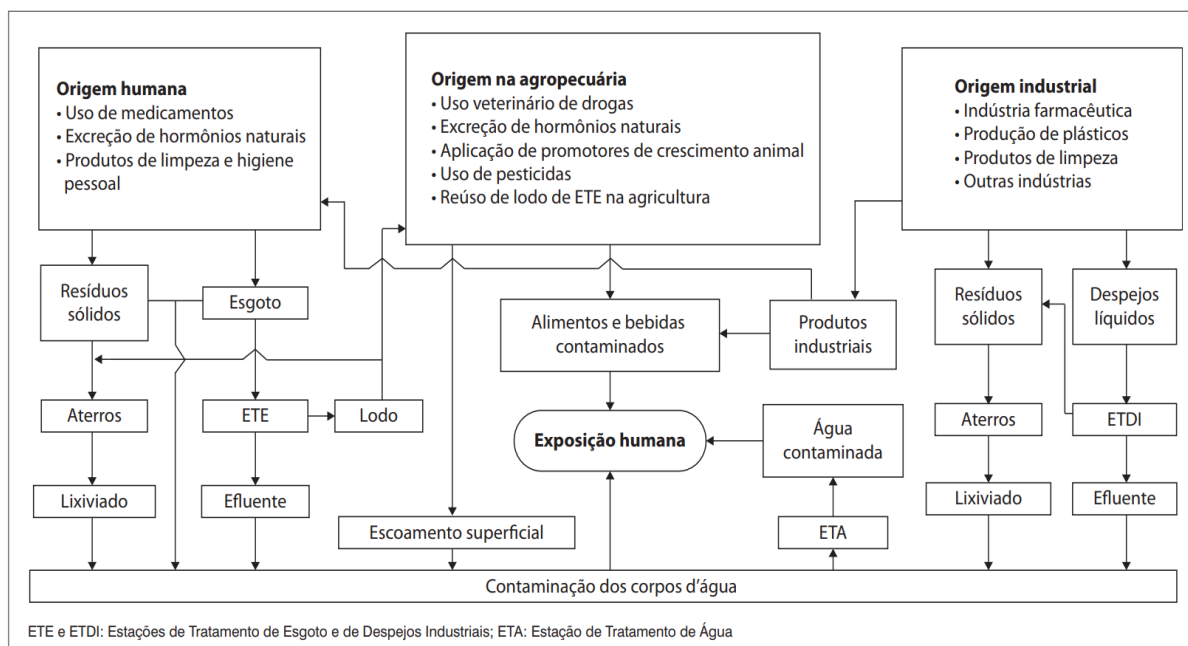 Origem humana
• Uso de medicamentos
• Excreção de hormônios naturais
• Produtos de limpeza e higiene
pessoal
Origem na agropecuária
• Uso veterinário de drogas
• Excreção de hormônios naturais
• Aplicação de promotores de crescimento animal
• Uso de pesticidas
• Reúso de lodo de ETE na agricultura
Origem industrial
• Indústria farmacêutica
• Produção de plásticos
• Produtos de limpeza
• Outras indústrias
Resíduos
sólidos
Esgoto
Alimentos e bebidas
contaminados
Produtos
industriais
Resíduos
sólidos
Despejos
líquidos
Aterros
ETE
Lodo
Exposição humana
Água
contaminada
Aterros
ETDI
Lixiviado
Efluente
Escoamento superficial
ETA
Lixiviado
Efluente
Contaminação dos corpos d’água
ETE e ETDI: Estações de Tratamento de Esgoto e de Despejos Industriais; ETA: Estação de Tratamento de Água